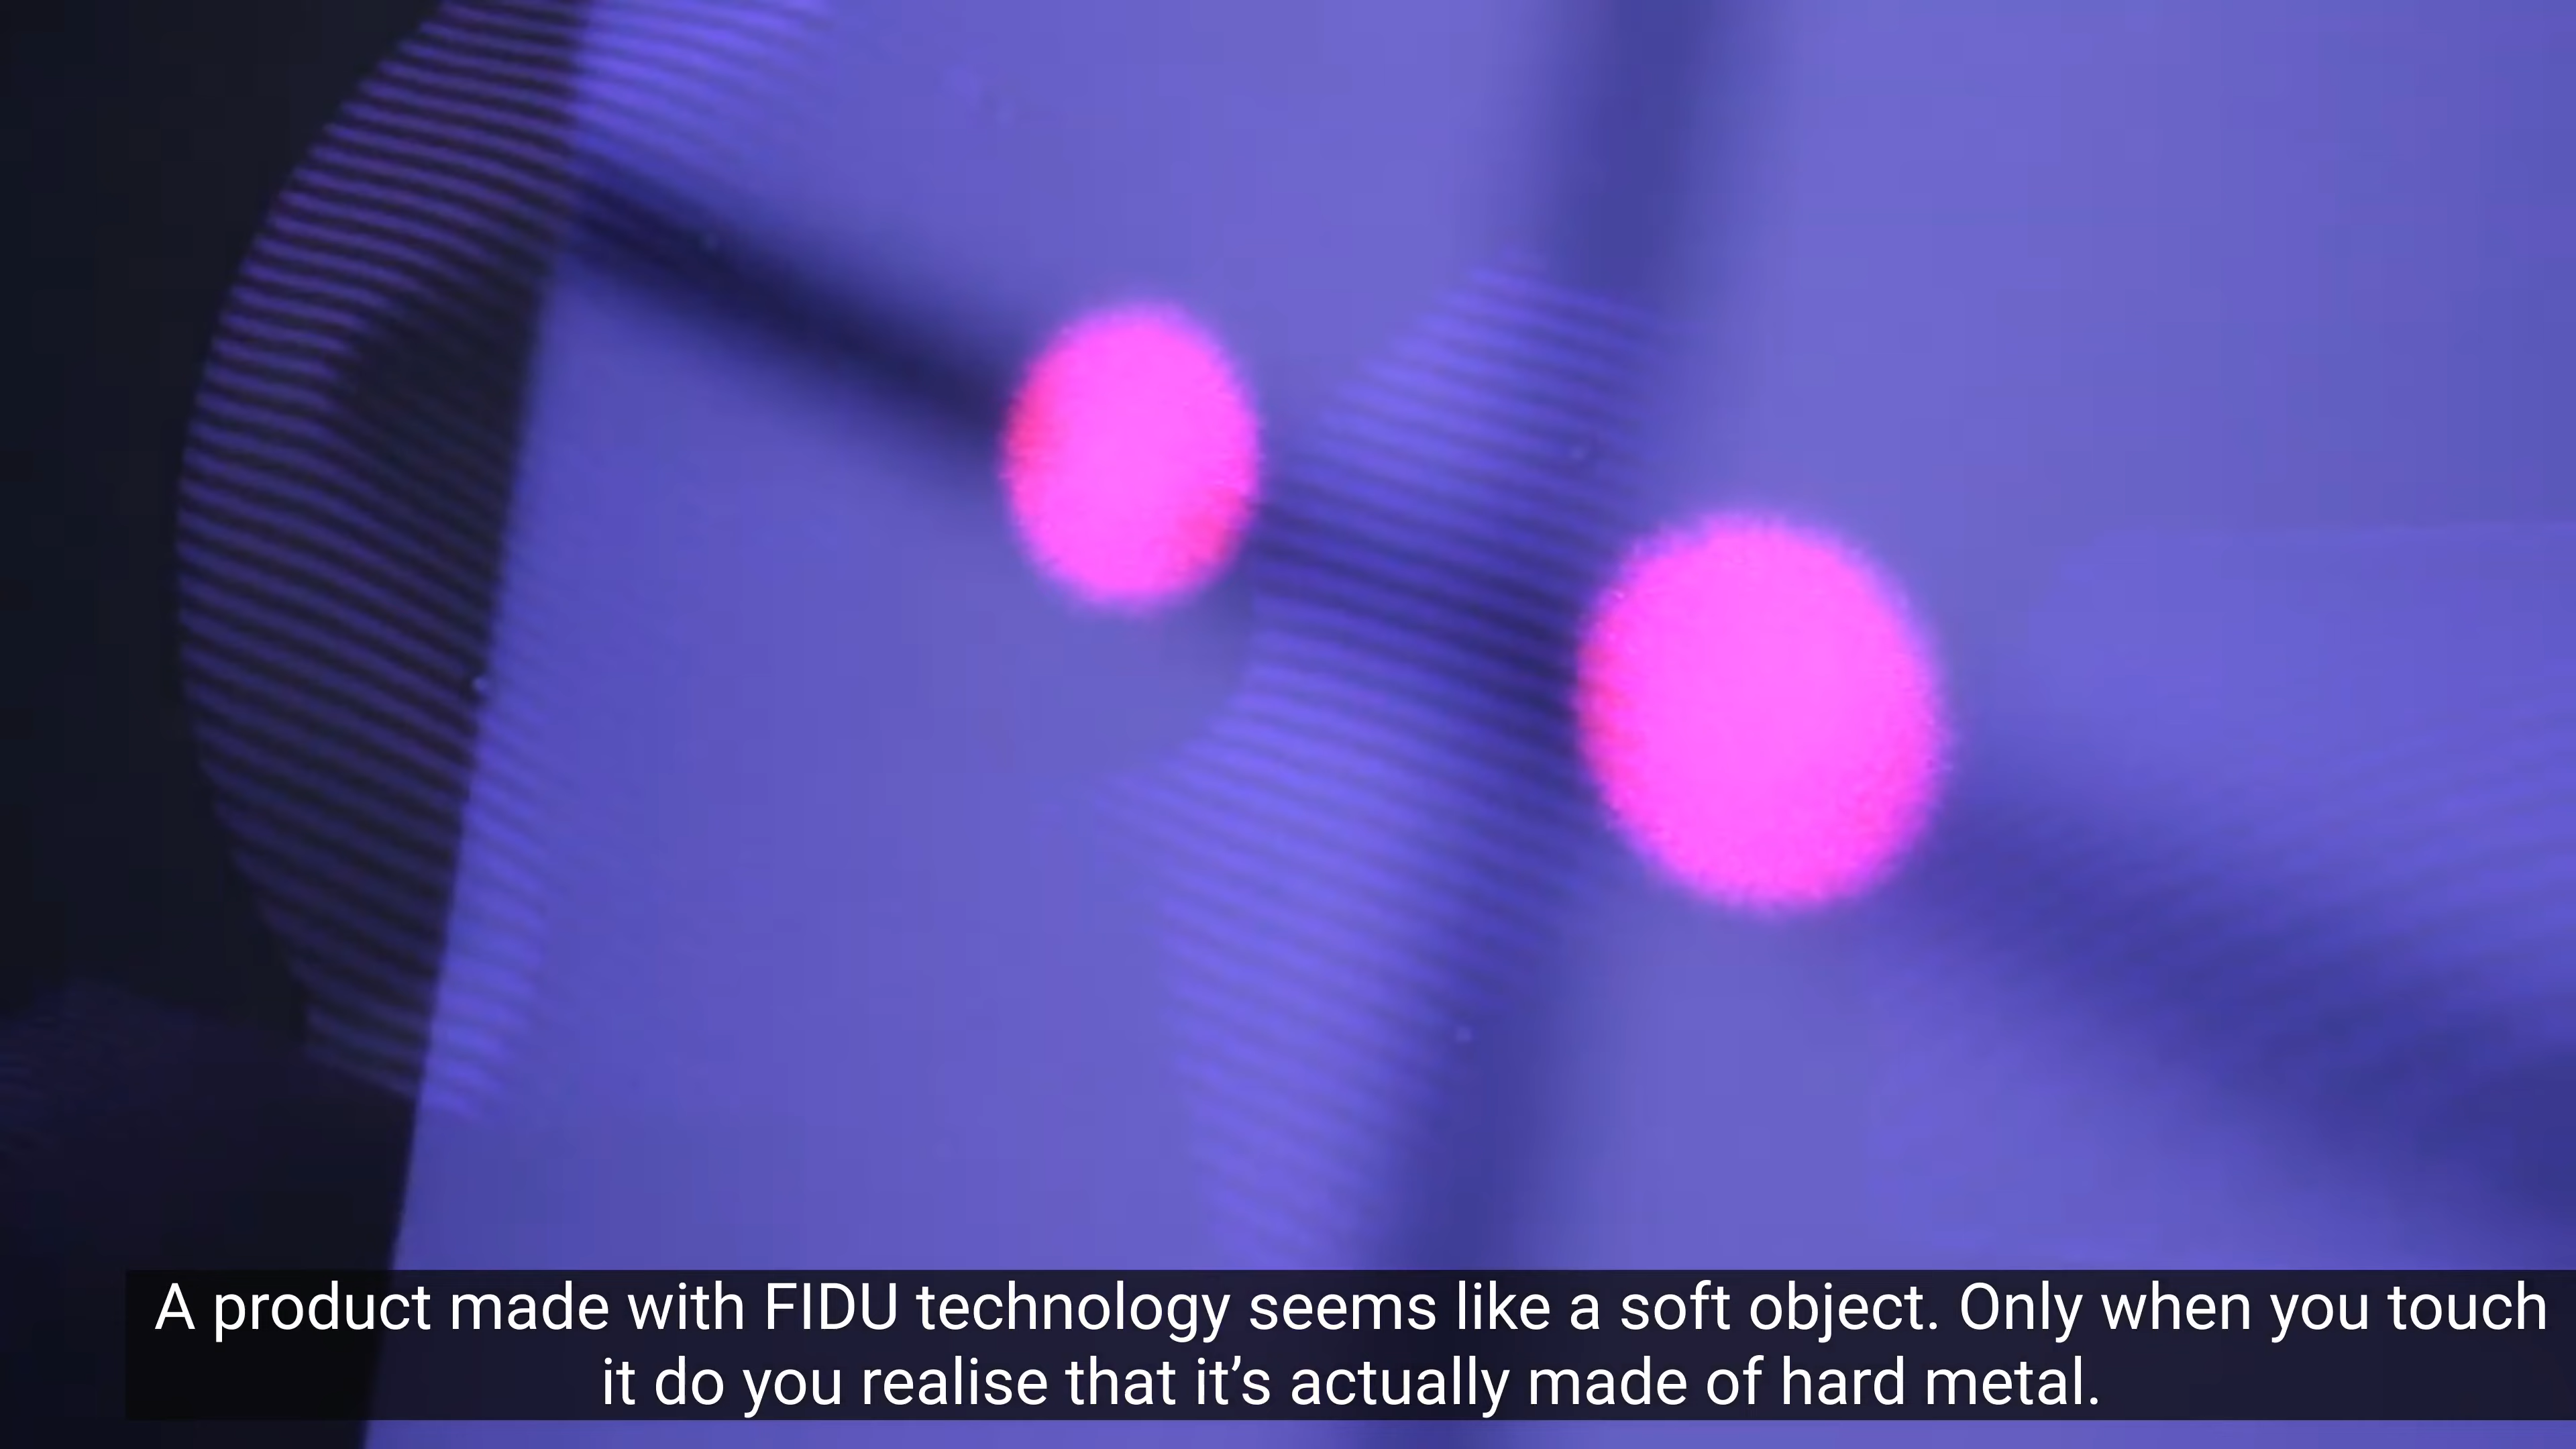 A product made with FIDU technology seems like a soft object. Only when you touch
it do you realise that it’s actually made of hard metal.